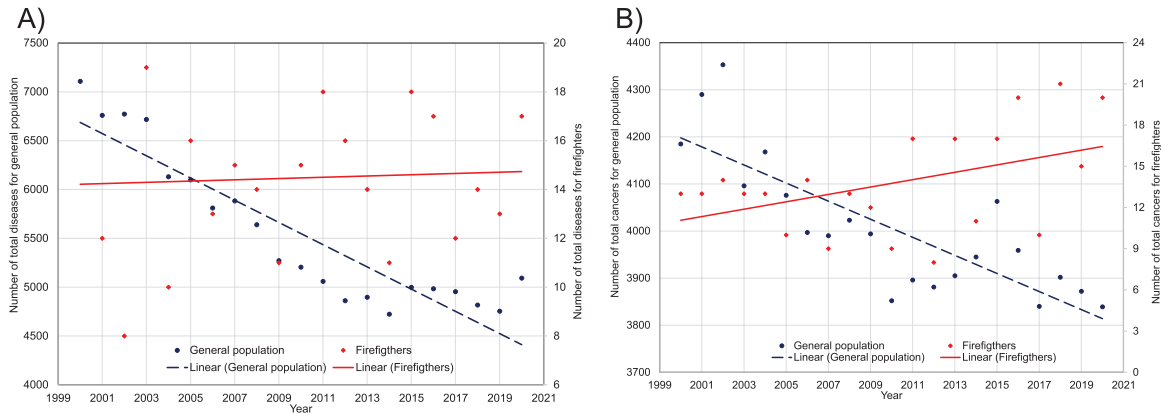 A)
7500
7000
6500
6000
5500
5000
4500
4000
Number of total diseases for general population
20
18
16
14
12
10
8
6
Number of total diseases for firefighters
General population
Firefigthers
Linear (General population)
Linear (Firefigthers)
1999 2001 2003 2005 2007 2009 2011 2013 2015 2017 2019 2021
Year
B)
4400
4300
4200
4100
4000
3900
3800
3700
Number of total cancers for general population
24
21
18
15
12
9
6
3
0
Number of total cancers for firefighters
General population
Firefigthers
Linear (General population)
Linear (Firefigthers)
1999 2001 2003 2005 2007 2009 2011 2013 2015 2017 2019 2021
Year